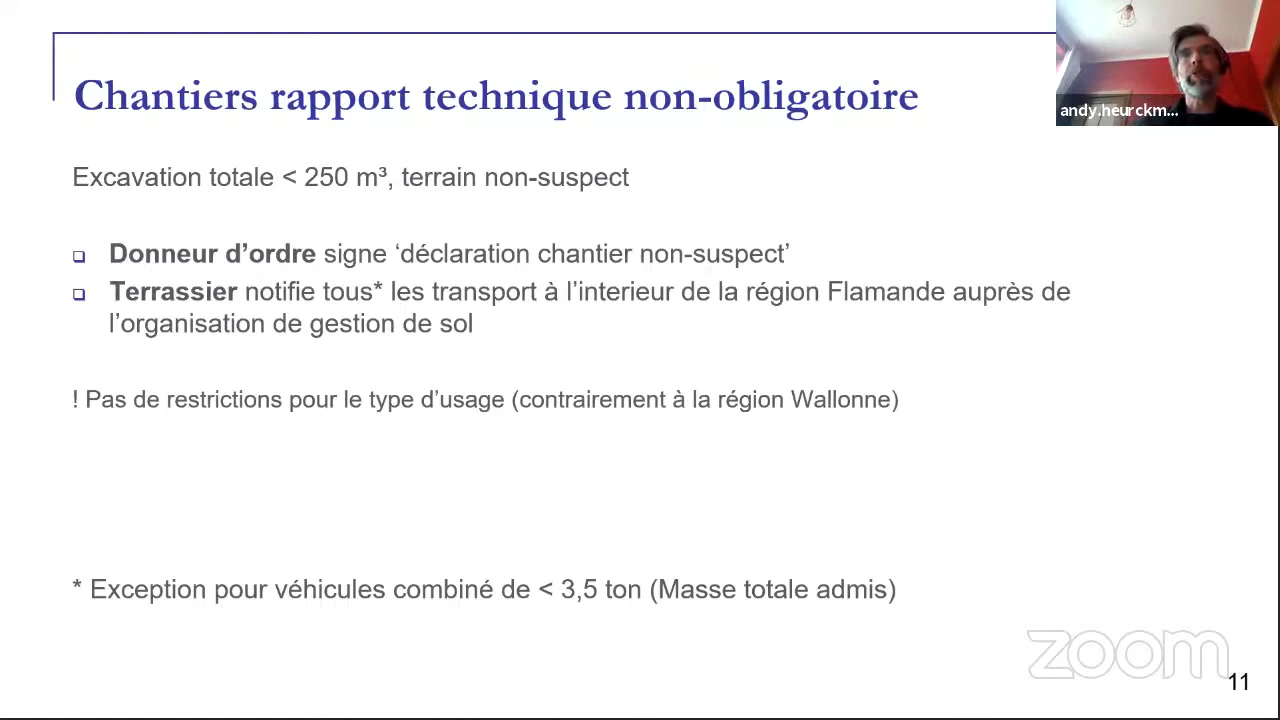 Chantiers rapport technique non-obligatoire
andy.heurckm...
Excavation totale < 250 m³, terrain non-suspect
❑ Donneur d’ordre signe ‘déclaration chantier non-suspect’
❑ Terrassier notifie tous* les transport à l’interieur de la région Flamande auprès de
l’organisation de gestion de sol
! Pas de restrictions pour le type d’usage (contrairement à la région Wallonne)
* Exception pour véhicules combiné de < 3,5 ton (Masse totale admis)
zoom
11